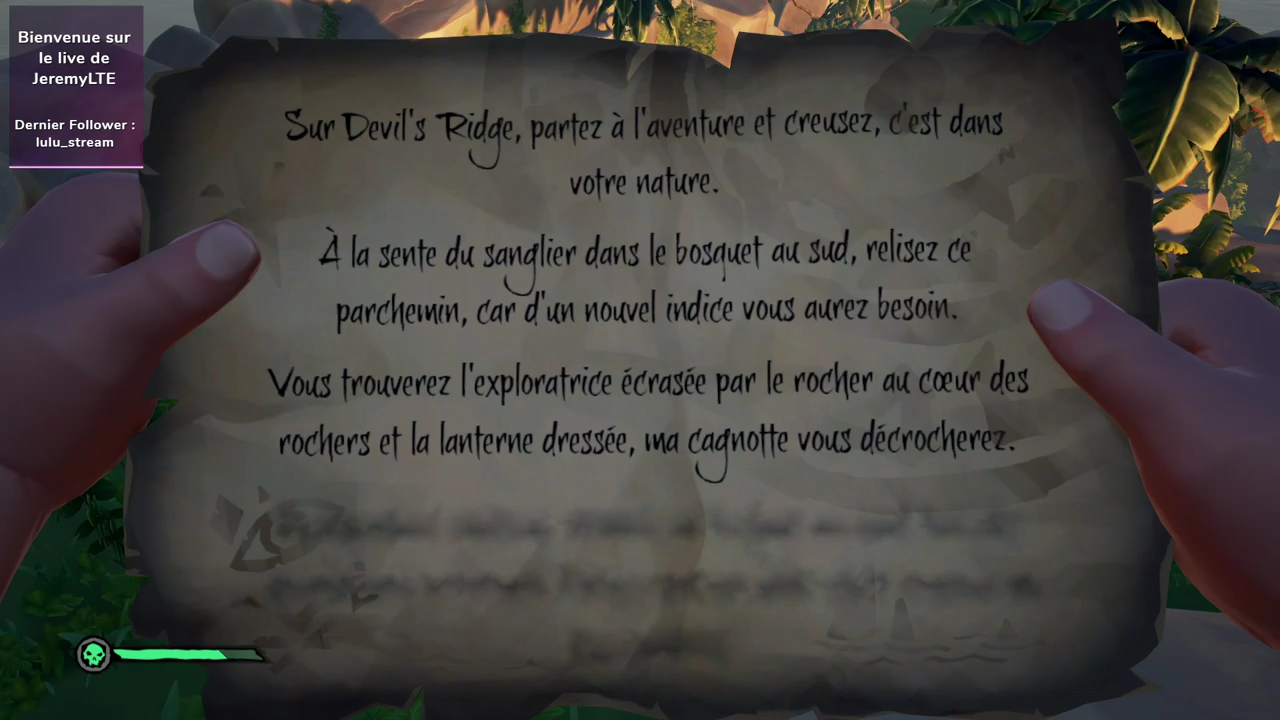 Bienvenue sur
le live de
JeremyLTE
Dernier Follower :
lulu_stream
Sur Devil's Ridge, partez à l'aventure et creusez, c'est dans
votre nature.
À la sente du sanglier dans le bosquet au sud, relisez ce
parchemin, car d'un nouvel indice vous aurez besoin.
Vous trouverez l'exploratrice écrasée par le rocher au cœur des
rochers et la lanterne dressée, ma cagnotte vous décrocherez.